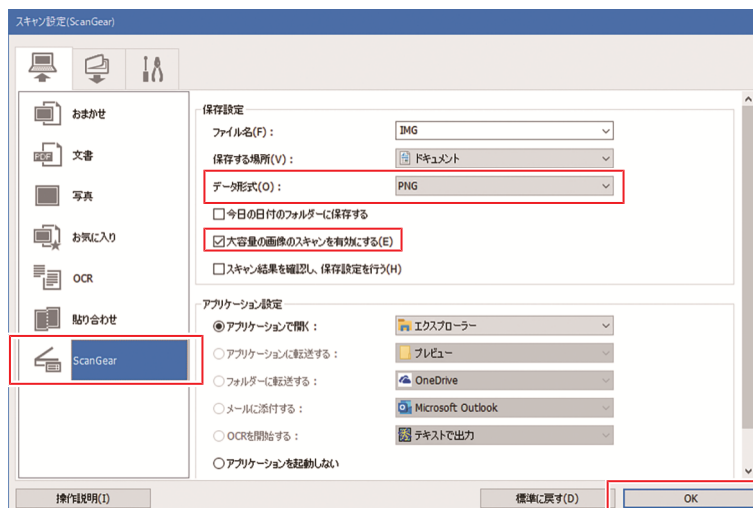 スキャン設定(ScanGear)
おまかせ
PDF 文書
写真
お気に入り
OCR
貼り合わせ
ScanGear
保存設定
ファイル名(F)： IMG
保存する場所(V)： ドキュメント
データ形式(O)： PNG
今日の日付のフォルダーに保存する
大容量の画像のスキャンを有効にする(E)
スキャン結果を確認し、保存設定を行う(H)
アプリケーション設定
アプリケーションで開く： エクスプローラー
アプリケーションに転送する： プレビュー
フォルダーに転送する： OneDrive
メールに添付する： Microsoft Outlook
OCRを開始する： テキストで出力
アプリケーションを起動しない
操作説明(I) 標準に戻す(D) OK